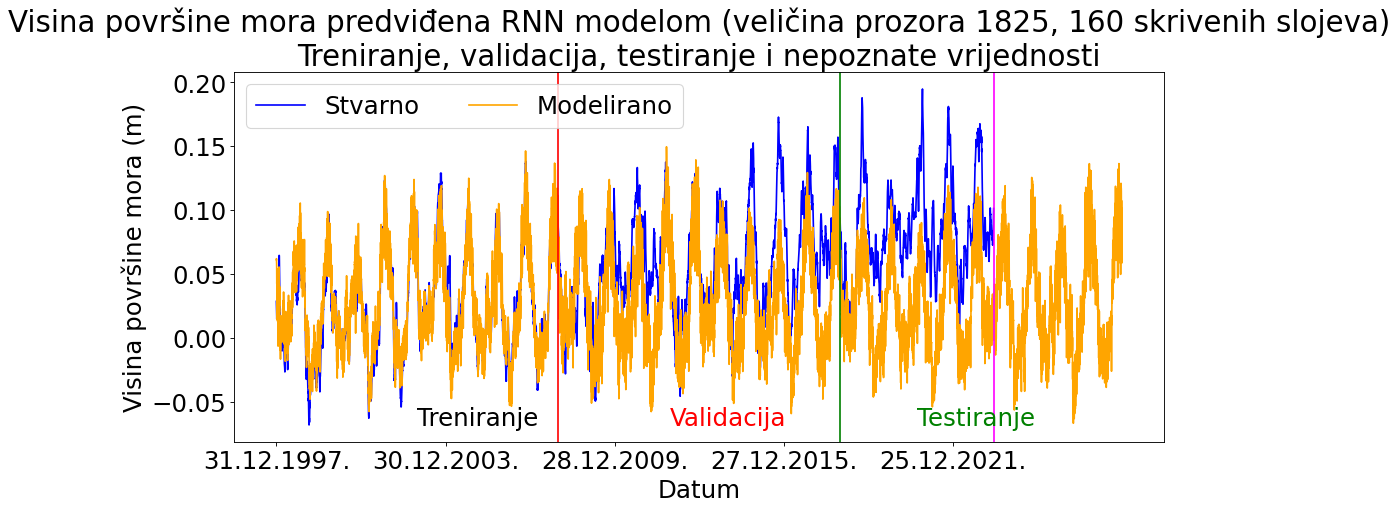 Visina površine mora predviđena RNN modelom (veličina prozora 1825, 160 skrivenih slojeva)
Treniranje, validacija, testiranje i nepoznate vrijednosti
Stvarno
Modelirano
Visina površine mora (m)
0.20
0.15
0.10
0.05
0.00
−0.05
Treniranje
Validacija
Testiranje
31.12.1997.
30.12.2003.
28.12.2009.
27.12.2015.
25.12.2021.
Datum